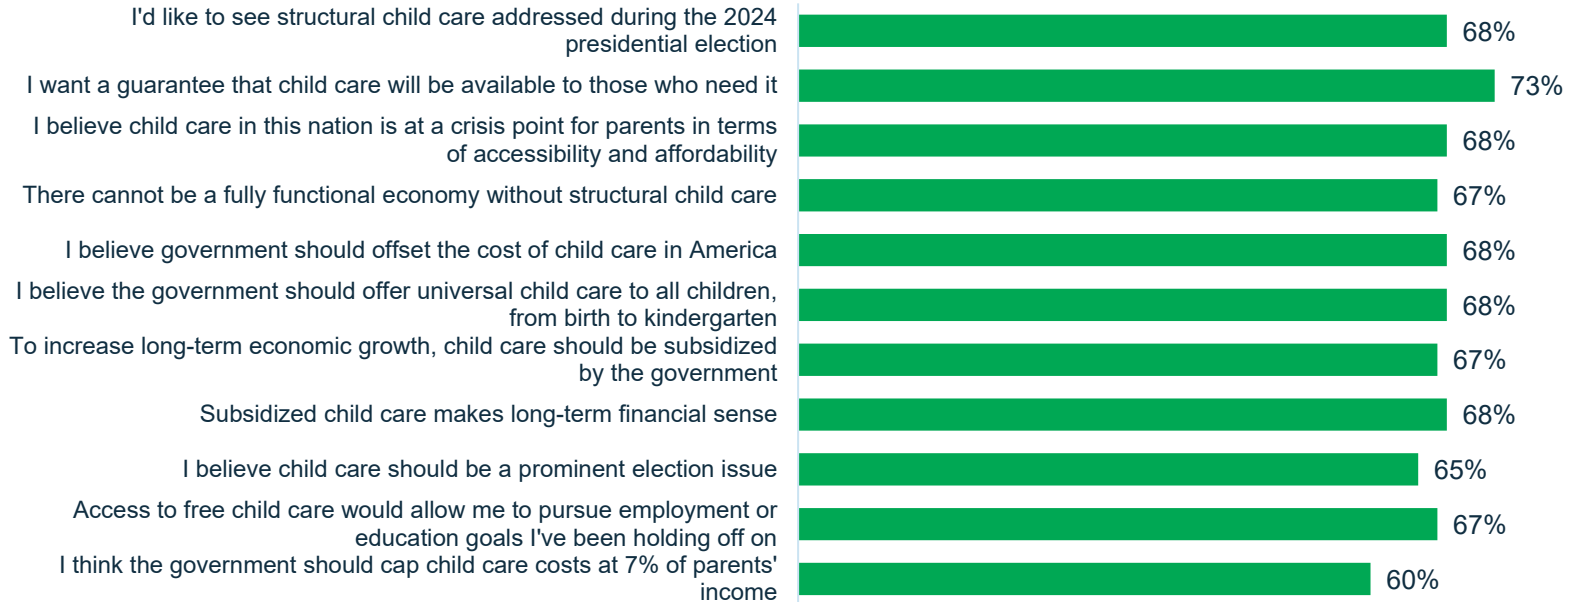 I'd like to see structural child care addressed during the 2024
presidential election
68%
I want a guarantee that child care will be available to those who need it
73%
I believe child care in this nation is at a crisis point for parents in terms
of accessibility and affordability
68%
There cannot be a fully functional economy without structural child care
67%
I believe government should offset the cost of child care in America
68%
I believe the government should offer universal child care to all children,
from birth to kindergarten
68%
To increase long-term economic growth, child care should be subsidized
by the government
67%
Subsidized child care makes long-term financial sense
68%
I believe child care should be a prominent election issue
65%
Access to free child care would allow me to pursue employment or
education goals I've been holding off on
67%
I think the government should cap child care costs at 7% of parents'
income
60%